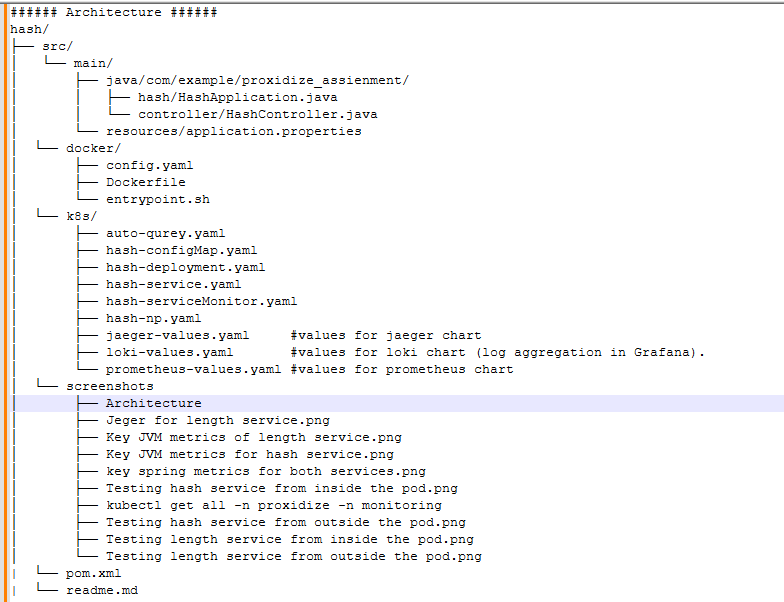 ###### Architecture ######
hash/
├── src/
│   └── main/
│       ├── java/com/example/proxidize_assienment/
│       │   ├── hash/HashApplication.java
│       │   └── controller/HashController.java
│       └── resources/application.properties
│  └── docker/
│       ├── config.yaml
│       ├── Dockerfile
│       └── entrypoint.sh
│  └── k8s/
│       ├── auto-qurey.yaml
│       ├── hash-configMap.yaml
│       ├── hash-deployment.yaml
│       ├── hash-service.yaml
│       ├── hash-serviceMonitor.yaml
│       ├── hash-np.yaml
│       ├── jaeger-values.yaml     #values for jaeger chart
│       ├── loki-values.yaml       #values for loki chart (log aggregation in Grafana).
│       └── prometheus-values.yaml #values for prometheus chart
│  └── screenshots
│       ├── Architecture
│       ├── Jeger for length service.png
│       ├── Key JVM metrics of length service.png
│       ├── Key JVM metrics for hash service.png
│       ├── key spring metrics for both services.png
│       ├── Testing hash service from inside the pod.png
│       ├── kubectl get all -n proxidize -n monitoring
│       ├── Testing hash service from outside the pod.png
│       ├── Testing length service from inside the pod.png
│       └── Testing length service from outside the pod.png
|  └── pom.xml
|  └── readme.md